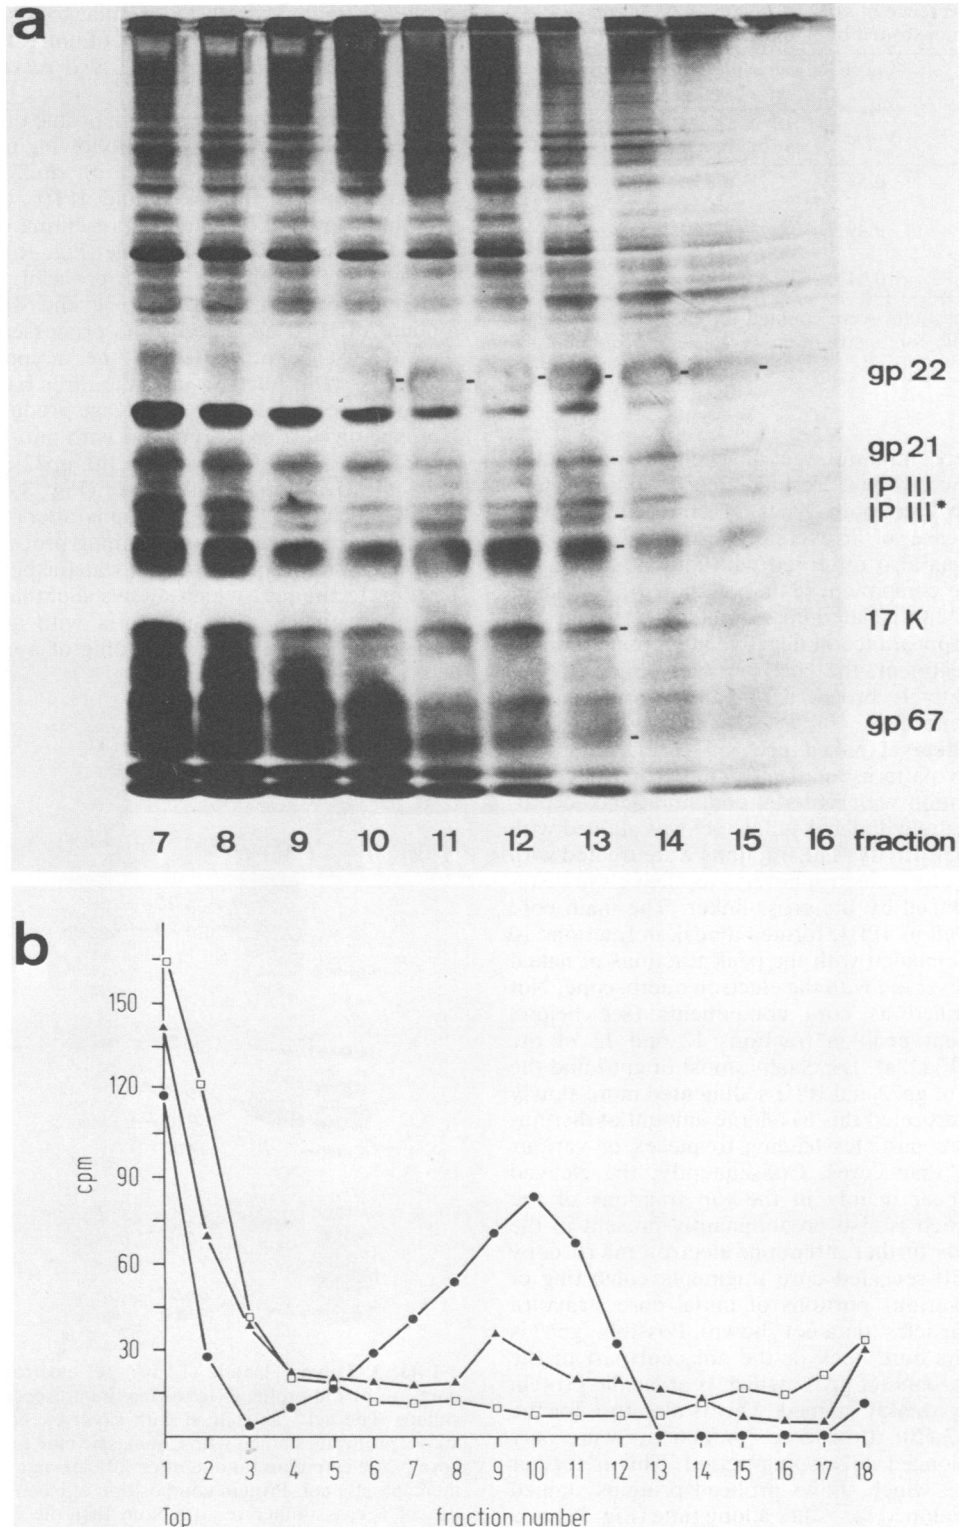 a
gp 22
gp 21
IP III
IP III*
17 K
gp 67
7 8 9 10 11 12 13 14 15 16 fraction
b
150
120
90
60
30
cpm
2 3 4 5 6 7 8 9 10 11 12 13 14 15 16 17 18
Top fraction number